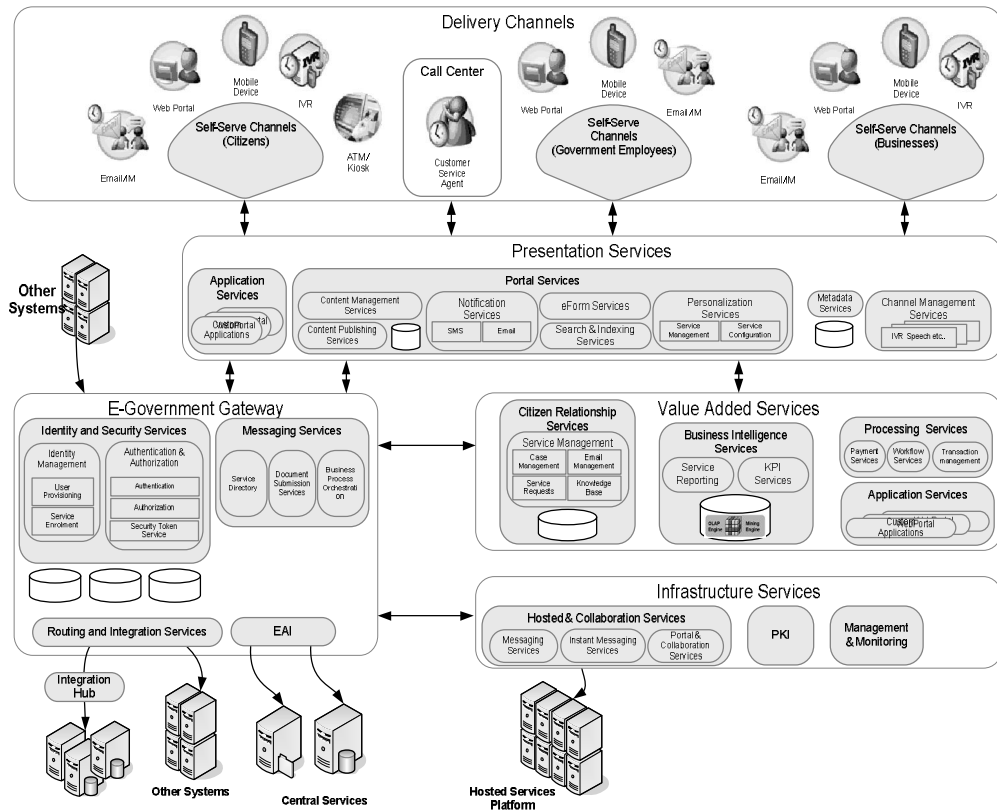 Delivery Channels
Web Portal
Mobile
Device
IVR
Email/IM
ATM/
Kiosk
Self-Serve Channels
(Citizens)
Call Center
Customer
Service
Agent
Web Portal
Mobile
Device
Email/IM
Self-Serve
Channels
(Government Employees)
Web Portal
Mobile
Device
IVR
Email/IM
Self-Serve Channels
(Businesses)
Other
Systems
Presentation Services
Application
Services
Custom
Applications
Portal Services
Content Management
Services
Content Publishing
Services
Notification
Services
SMS
Email
eForm Services
Search & Indexing
Services
Personalization
Services
Service
Management
Service
Configuration
Metadata
Services
Channel Management
Services
IVR Speech etc..
E-Government Gateway
Identity and Security Services
Identity
Management
User
Provisioning
Service
Enrolment
Authentication &
Authorization
Authentication
Authorization
Security Token
Service
Messaging Services
Service
Directory
Document
Submission
Services
Business
Process
Orchestrati
on
Routing and Integration Services
EAI
Value Added Services
Citizen Relationship
Services
Service Management
Case
Management
Email
Management
Service
Requests
Knowledge
Base
Business Intelligence
Services
Service
Reporting
KPI
Services
OLAP
Engine
Mining
Engine
Processing Services
Payment
Services
Workflow
Services
Transaction
management
Application Services
Custom
WebPortal
Applications
Infrastructure Services
Hosted & Collaboration Services
Messaging
Services
Instant Messaging
Services
Portal &
Collaboration
Services
PKI
Management
& Monitoring
Integration
Hub
Other Systems
Central Services
Hosted Services
Platform